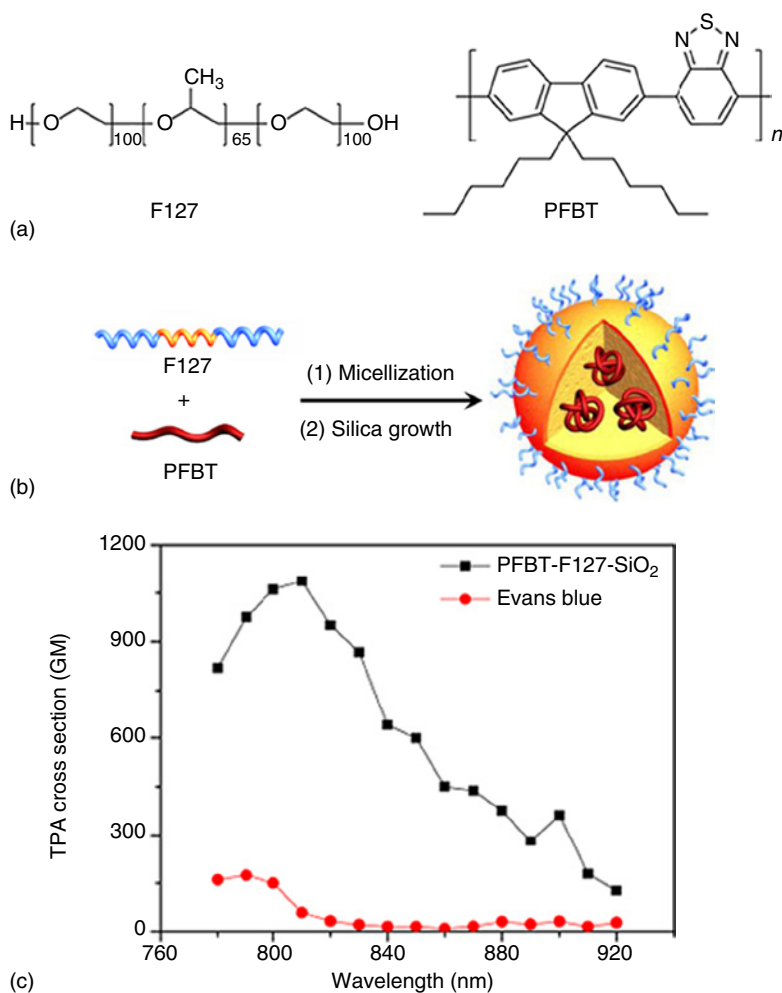 CH3
H
O
100
O
65
O
100
OH
F127
S
N
N
n
PFBT
(a)
F127
+
PFBT
(1) Micellization
(2) Silica growth
(b)
1200
900
600
300
0
TPA cross section (GM)
PFBT-F127-SiO2
Evans blue
760
800
840
880
920
Wavelength (nm)
(c)